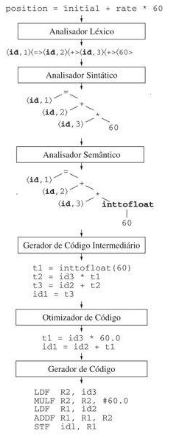 position = initial + rate * 60
Analisador Léxico
⟨id,1⟩⟨=⟩⟨id,2⟩⟨+⟩⟨id,3⟩⟨+⟩⟨60⟩
Analisador Sintático
=
⟨id,1⟩ +
⟨id,2⟩ *
⟨id,3⟩ 60
Analisador Semântico
=
⟨id,1⟩ +
⟨id,2⟩ *
⟨id,3⟩ inttofloat
60
Gerador de Código Intermediário
t1 = inttofloat(60)
t2 = id3 * t1
t3 = id2 + t2
id1 = t3
Otimizador de Código
t1 = id3 * 60.0
id1 = id2 + t1
Gerador de Código
LDF R2, id3
MULF R2, R2, #60.0
LDF R1, id2
ADDF R1, R1, R2
STF id1, R1